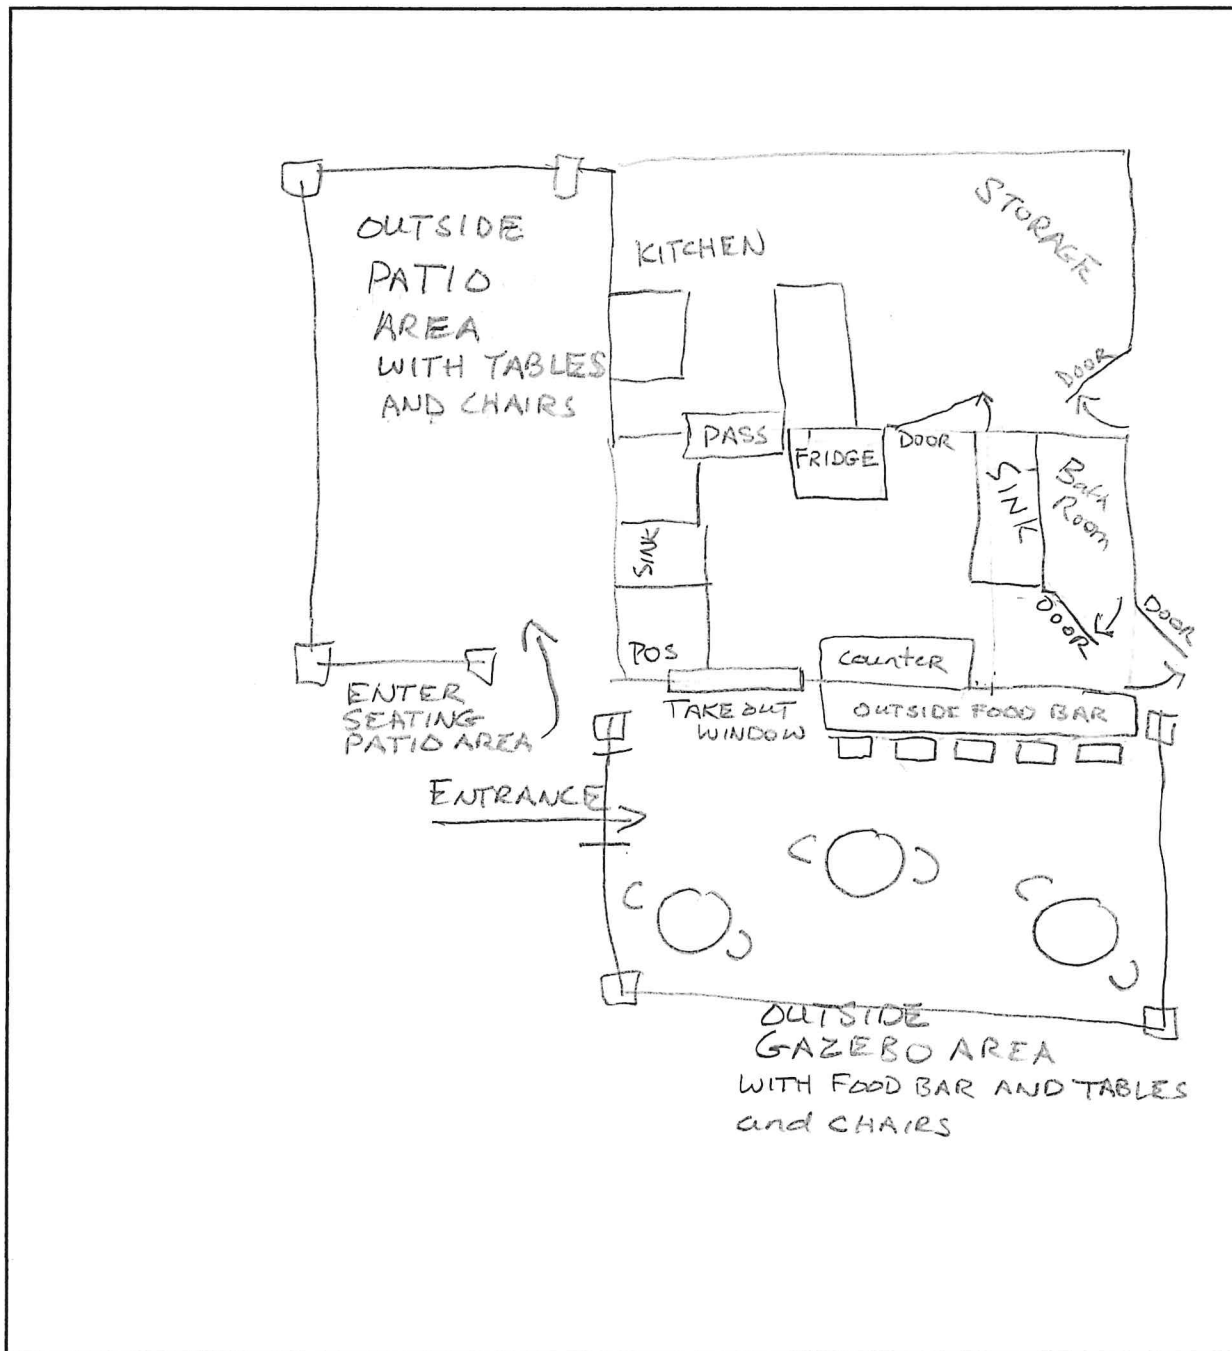 OUTSIDE
PATIO
AREA
WITH TABLES
AND CHAIRS
KITCHEN
STORAGE
DOOR
PASS
FRIDGE
DOOR
SINK
Bath
Room
SINK
DOOR
DOOR
POS
Counter
TAKE OUT
WINDOW
OUTSIDE FOOD BAR
ENTER
SEATING
PATIO AREA
ENTRANCE
OUTSIDE
GAZEBO AREA
WITH FOOD BAR AND TABLES
and CHAIRS